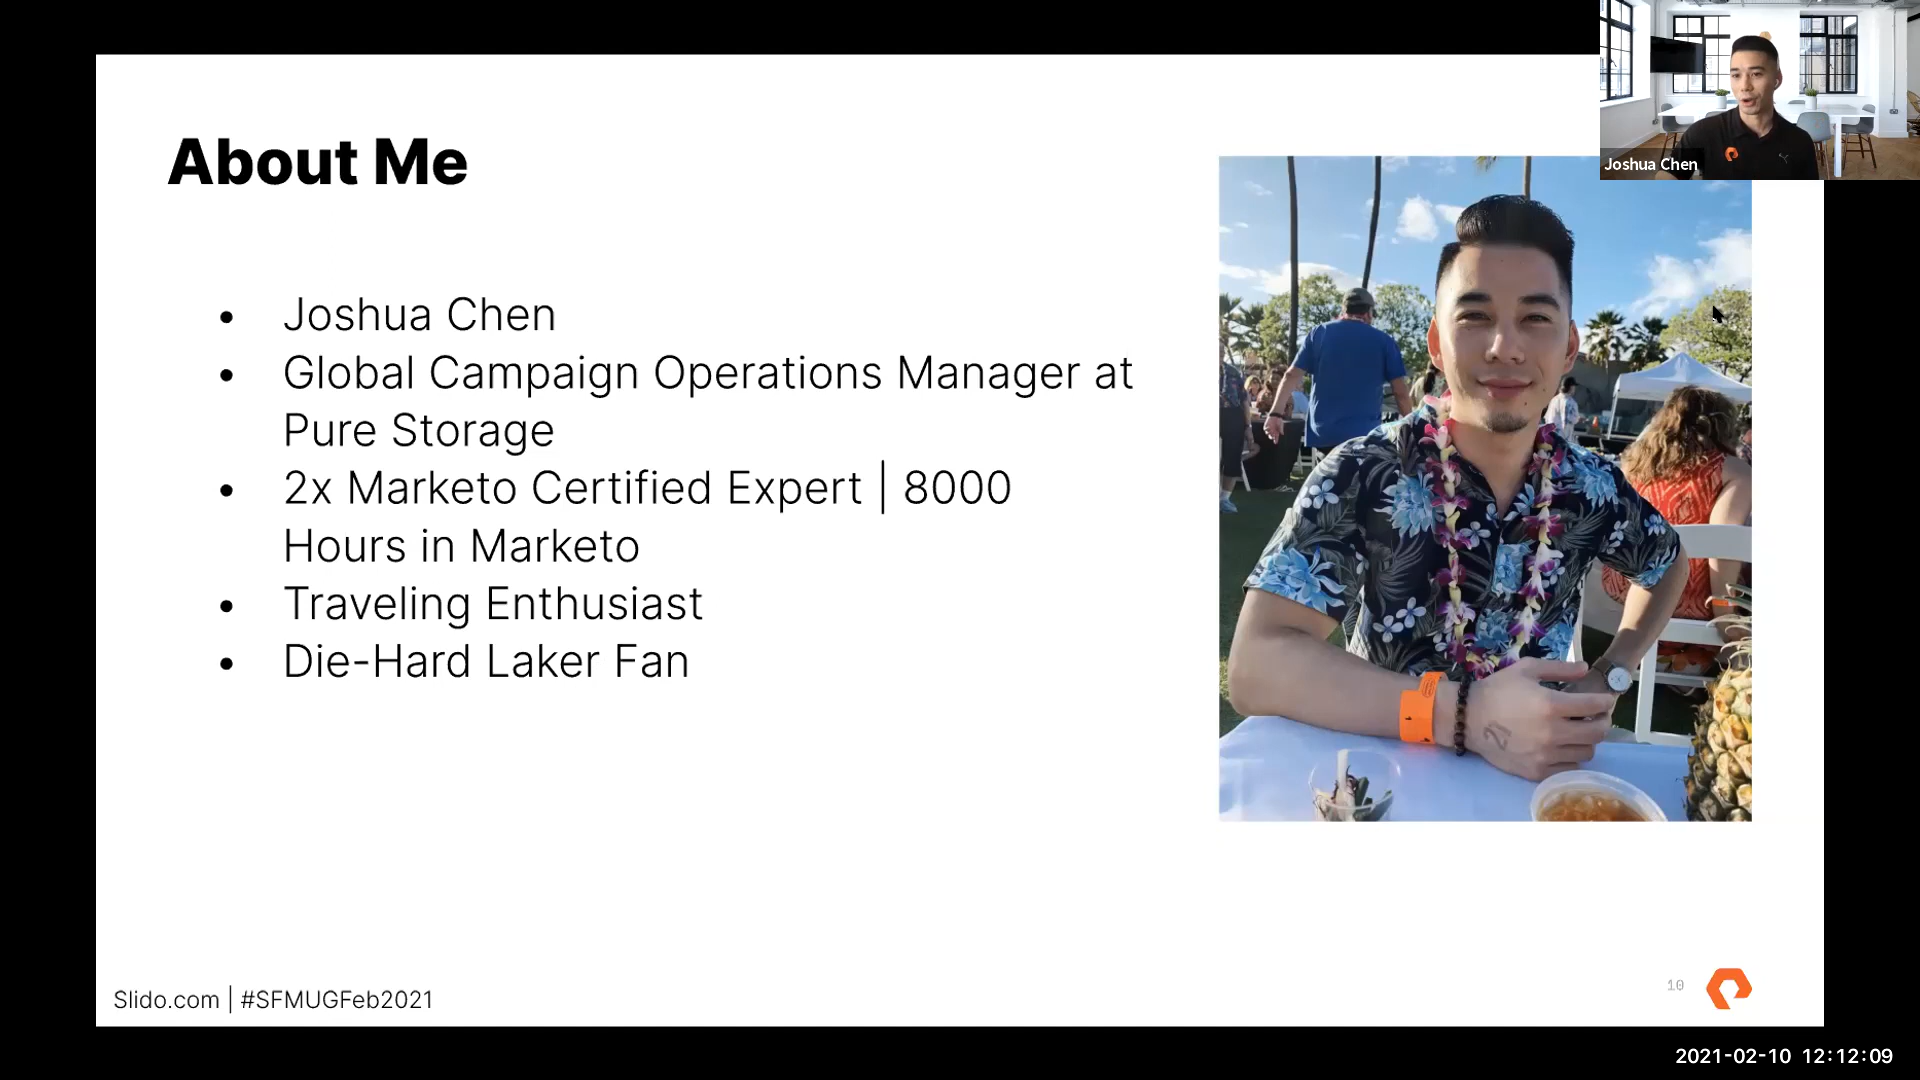 Joshua Chen
About Me
• Joshua Chen
• Global Campaign Operations Manager at
Pure Storage
• 2x Marketo Certified Expert | 8000
Hours in Marketo
• Traveling Enthusiast
• Die-Hard Laker Fan
Slido.com | #SFMUGFeb2021
10
2021-02-10 12:12:09